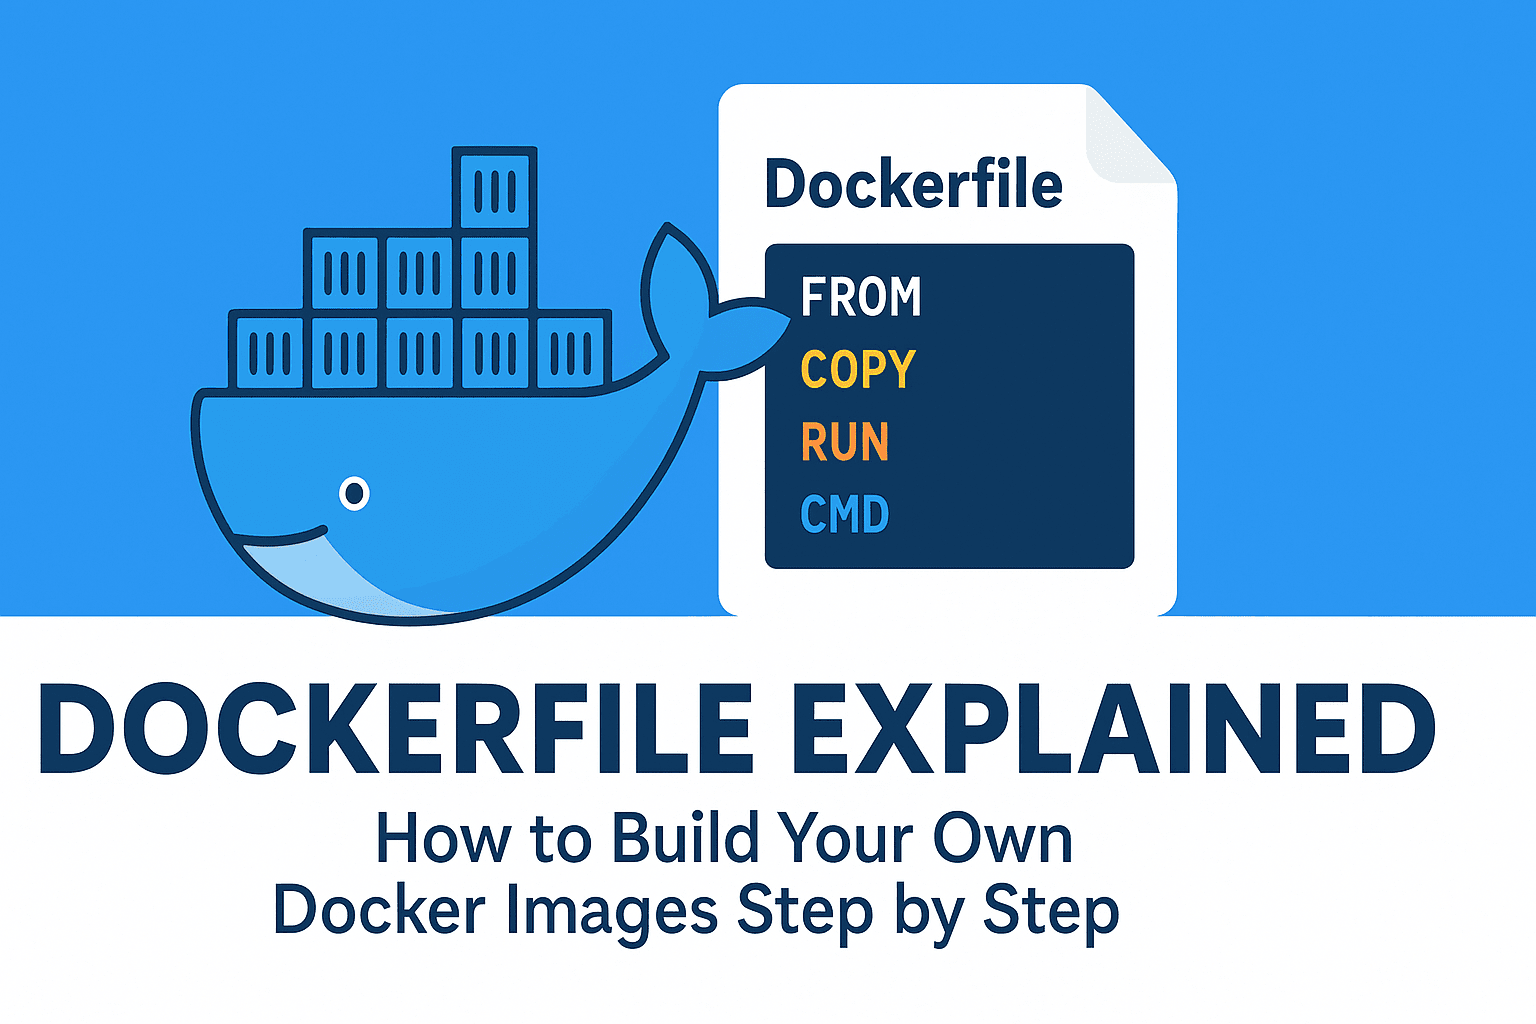 Dockerfile
FROM
COPY
RUN
CMD
DOCKERFILE EXPLAINED
How to Build Your Own
Docker Images Step by Step